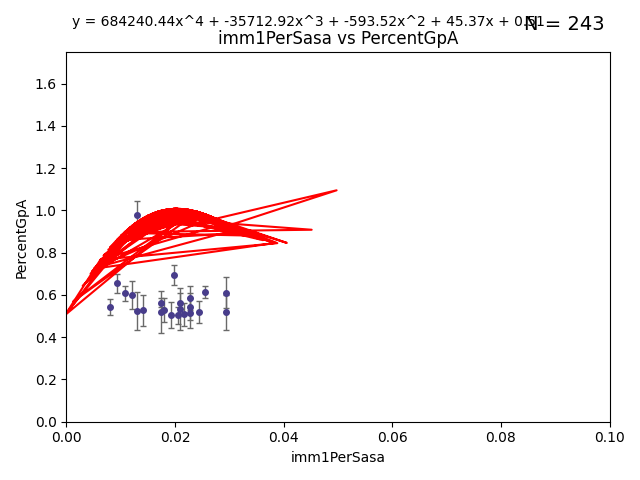 y = 684240.44x^4 + -35712.92x^3 + -593.52x^2 + 45.37x + 0.51
N = 243
imm1PerSasa vs PercentGpA
PercentGpA
1.6
1.4
1.2
1.0
0.8
0.6
0.4
0.2
0.0
0.00 0.02 0.04 0.06 0.08 0.10
imm1PerSasa